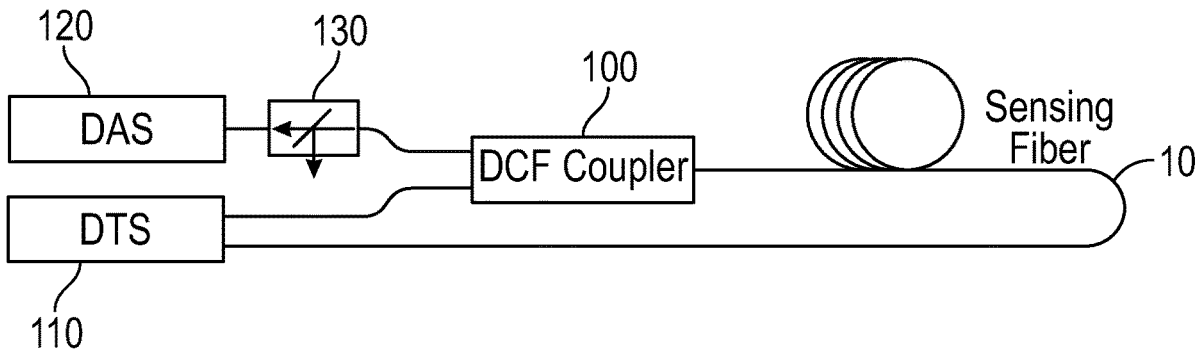 120
130
100
DAS
DCF Coupler
Sensing
Fiber
10
DTS
110